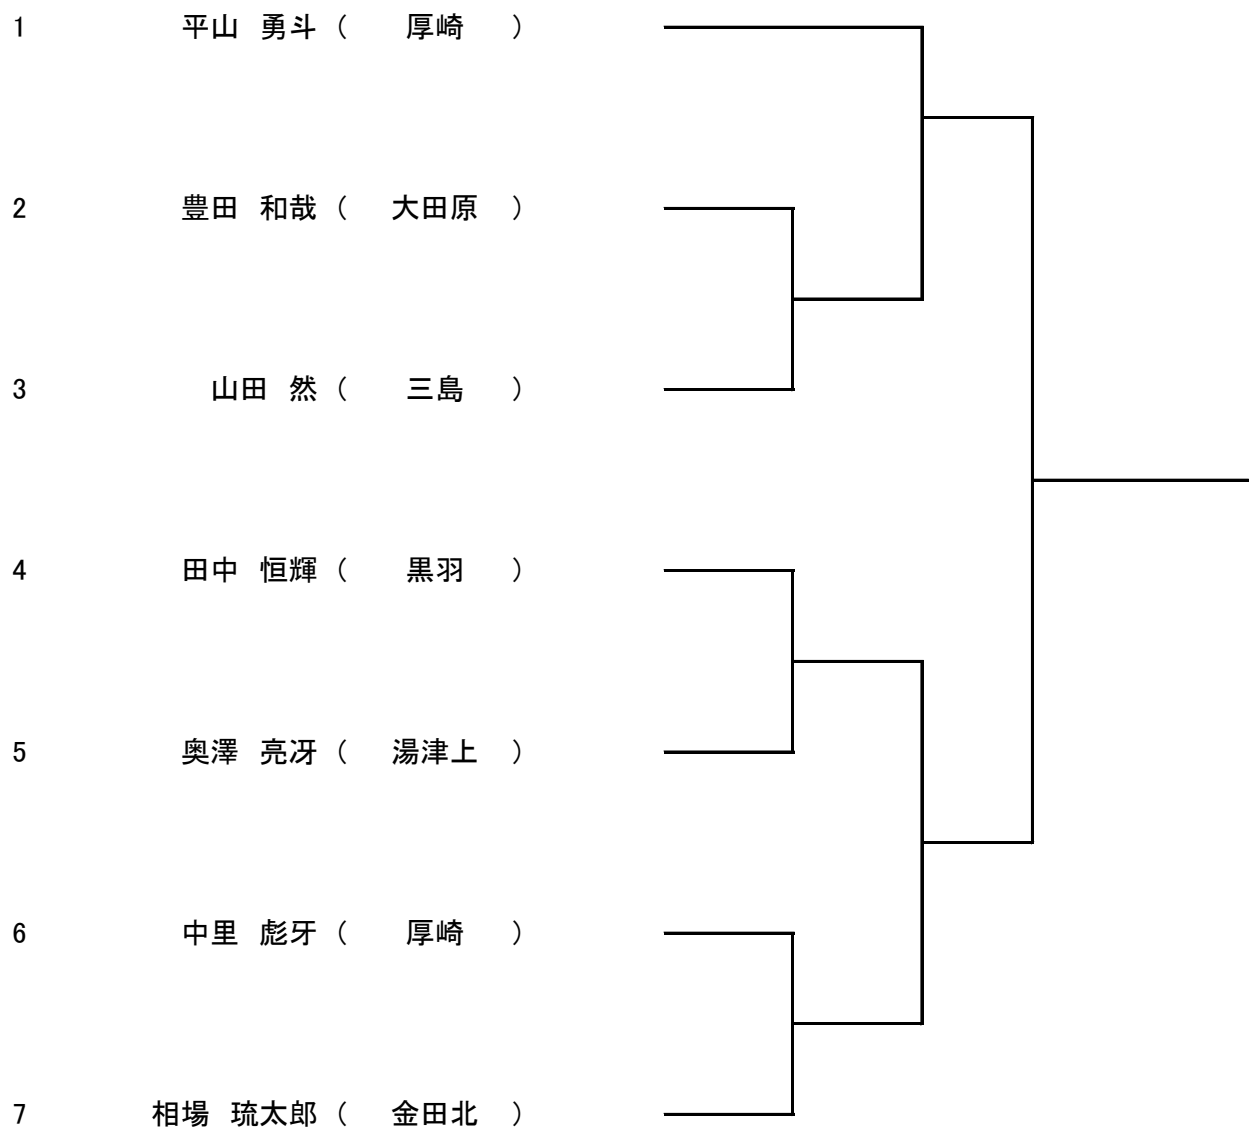 1 平山 勇斗 （ 厚崎 ）
2 豊田 和哉 （ 大田原 ）
3 山田 然 （ 三島 ）
4 田中 恒輝 （ 黒羽 ）
5 奥澤 亮冴 （ 湯津上 ）
6 中里 彪牙 （ 厚崎 ）
7 相場 琉太郎 （ 金田北 ）